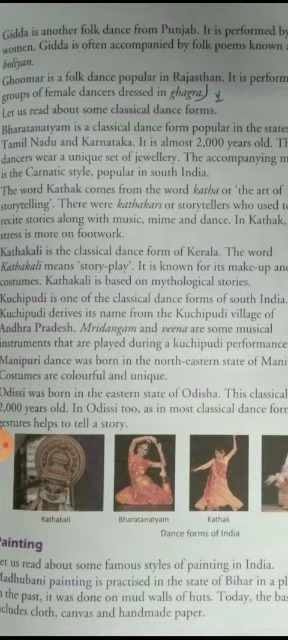 Gidda is another folk dance from Punjab. It is performed by
women. Gidda is often accompanied by folk poems known
boliyan.
Ghoomar is a folk dance popular in Rajasthan. It is perform
groups of female dancers dressed in ghagra
Let us read about some classical dance forms.
Bharatanatyam is a classical dance form popular in the state
Tamil Nadu and Karnataka. It is almost 2,000 years old. Th
dancers wear a unique set of jewellery. The accompanying m
is the Carnatic style, popular in south India.
The word Kathak comes from the word katha or 'the art of
storytelling'. There were kathakars or storytellers who used t
recite stories along with music, mime and dance. In Kathak,
stress is more on footwork.
Kathakali is the classical dance form of Kerala. The word
Kathakali means 'story-play'. It is known for its make-up an
costumes. Kathakali is based on mythological stories.
Kuchipudi is one of the classical dance forms of south India.
Kuchipudi derives its name from the Kuchipudi village of
Andhra Pradesh. Mridangam and veena are some musical
instruments that are played during a kuchipudi performance
Manipuri dance was born in the north-eastern state of Mani
Costumes are colourful and unique.
Odissi was born in the eastern state of Odisha. This classical
2,000 years old. In Odissi too, as in most classical dance for
gestures helps to tell a story.
Kathakali Bharatanatyam Kathak
Dance forms of India
ainting
et us read about some famous styles of painting in India.
adhubani painting is practised in the state of Bihar in a pl
the past, it was done on mud walls of huts. Today, the ba
cludes cloth, canvas and handmade paper.